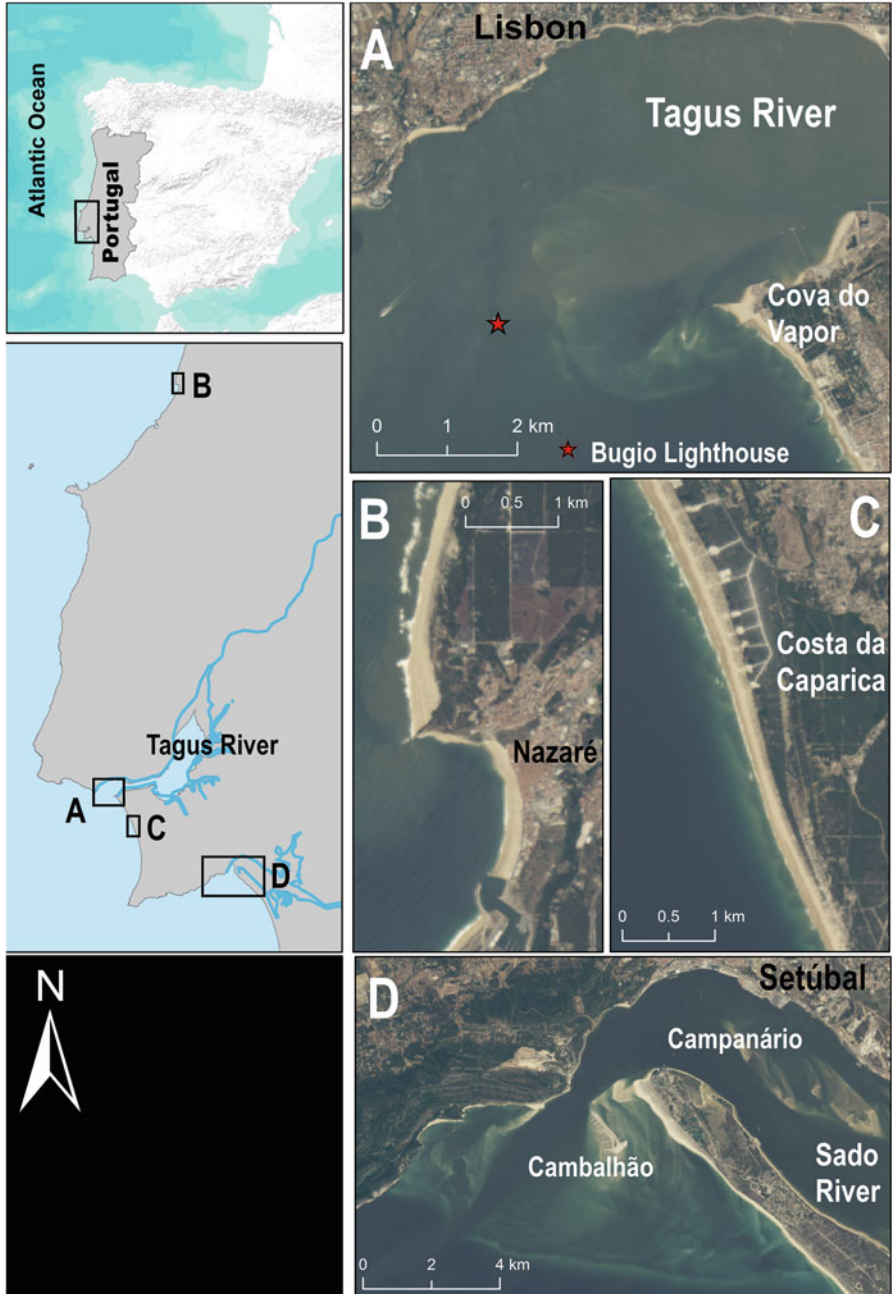 Atlantic Ocean
Portugal
B
Tagus River
A
C
D
N
A
Lisbon
Tagus River
Cova do
Vapor
0 1 2 km
Bugio Lighthouse
B
0 0.5 1 km
Nazaré
C
Costa da
Caparica
0 0.5 1 km
D
Setúbal
Campanário
Cambalhão
Sado
River
0 2 4 km